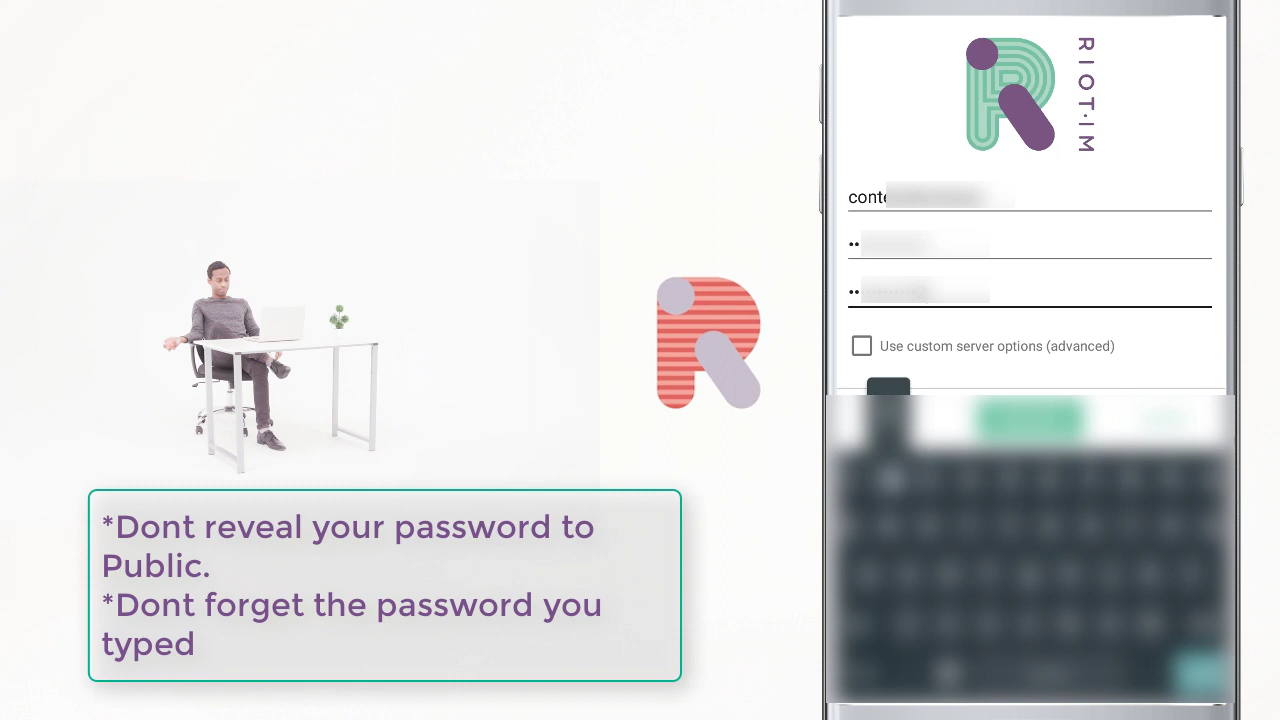 RIOT·IM
conte
Use custom server options (advanced)
*Dont reveal your password to
Public.
*Dont forget the password you
typed